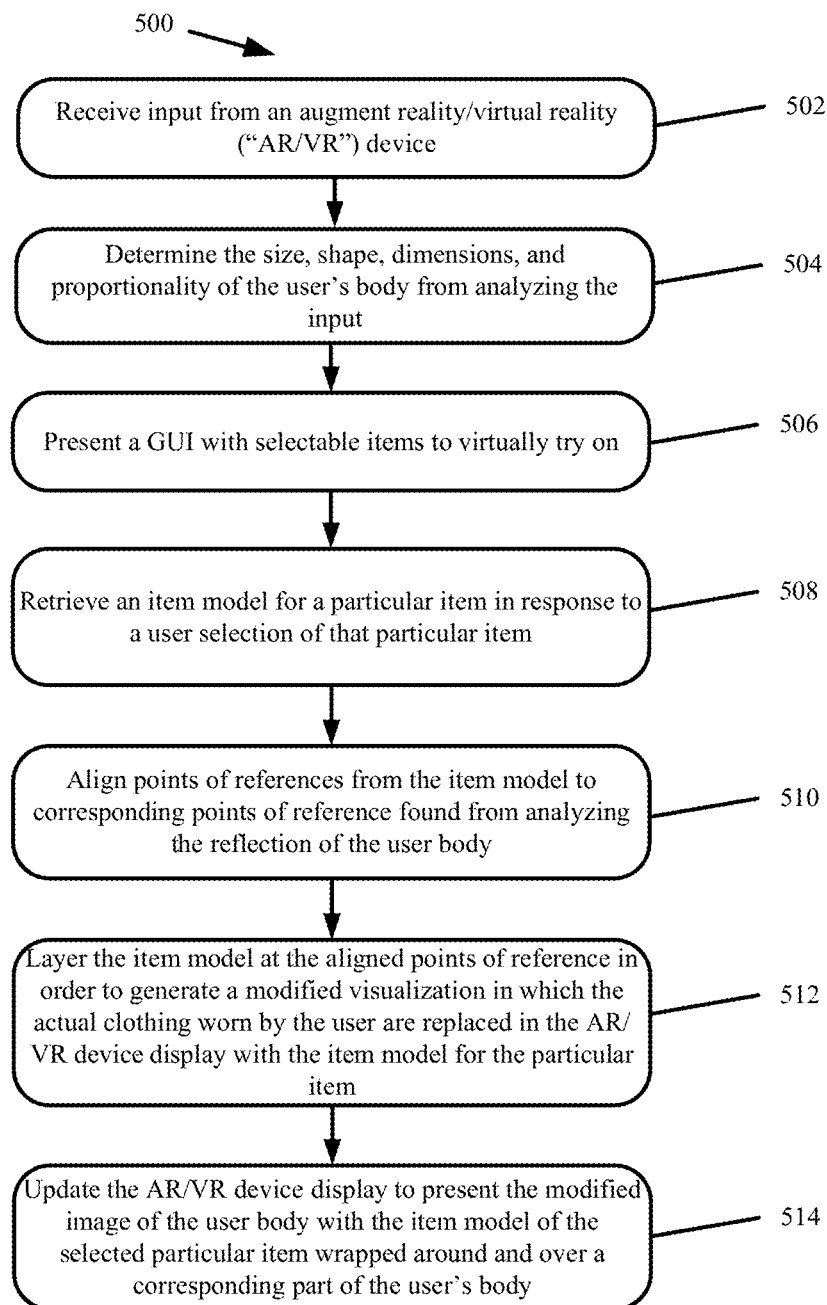 500
Receive input from an augment reality/virtual reality
("AR/VR") device
502
Determine the size, shape, dimensions, and
proportionality of the user's body from analyzing the
input
504
Present a GUI with selectable items to virtually try on
506
Retrieve an item model for a particular item in response to
a user selection of that particular item
508
Align points of references from the item model to
corresponding points of reference found from analyzing
the reflection of the user body
510
Layer the item model at the aligned points of reference in
order to generate a modified visualization in which the
actual clothing worn by the user are replaced in the AR/
VR device display with the item model for the particular
item
512
Update the AR/VR device display to present the modified
image of the user body with the item model of the
selected particular item wrapped around and over a
corresponding part of the user's body
514